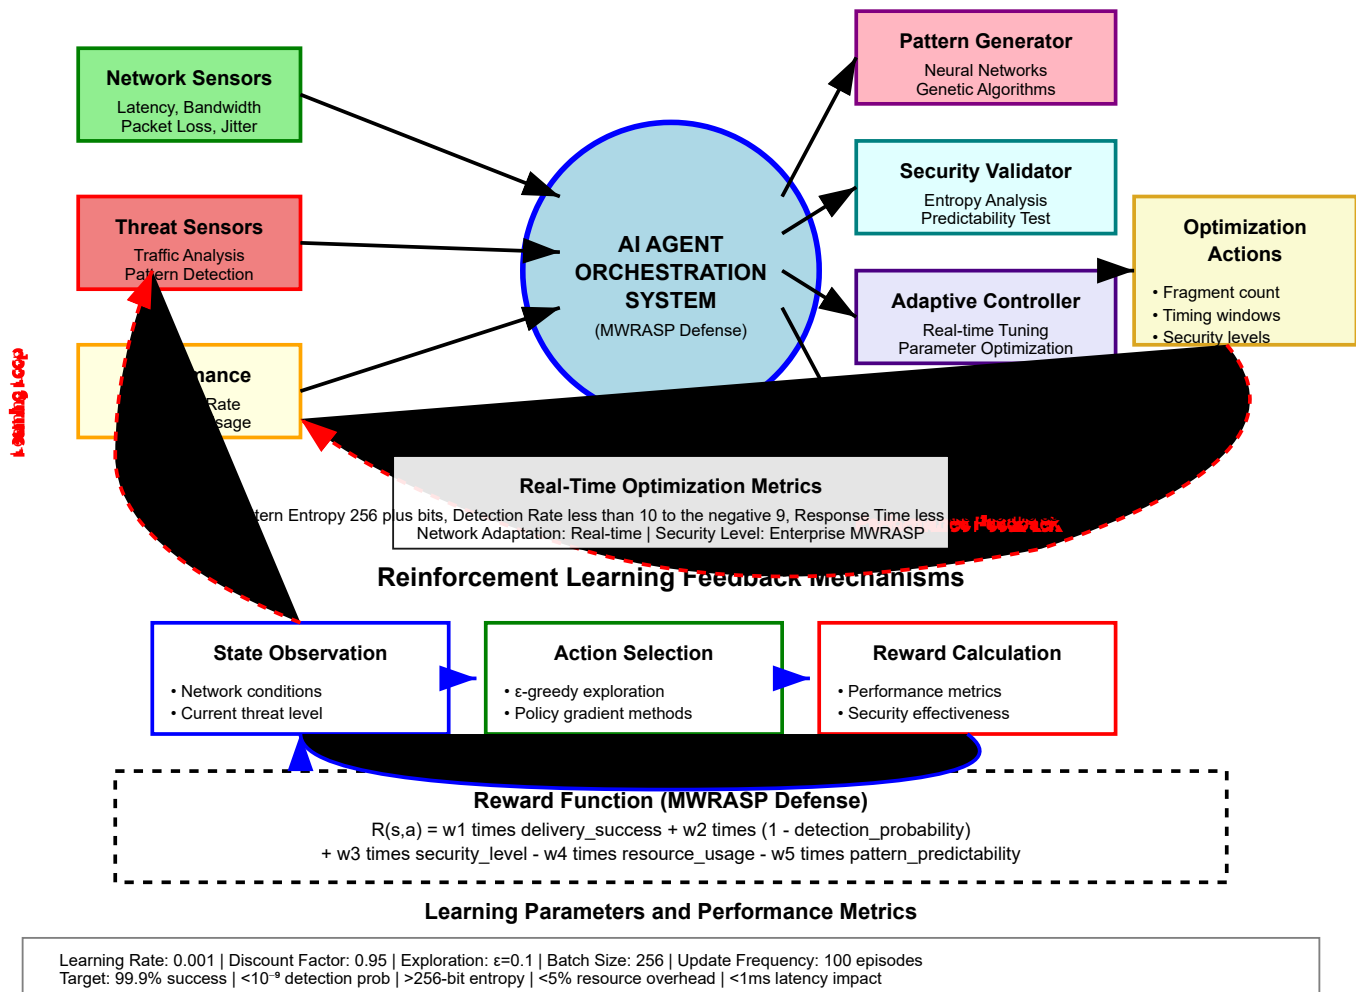 Network Sensors
Latency, Bandwidth
Packet Loss, Jitter
Threat Sensors
Traffic Analysis
Pattern Detection
mance
Rate
sage
Learning Loop
AI AGENT
ORCHESTRATION
SYSTEM
(MWRASP Defense)
Pattern Generator
Neural Networks
Genetic Algorithms
Security Validator
Entropy Analysis
Predictability Test
Adaptive Controller
Real-time Tuning
Parameter Optimization
Optimization
Actions
• Fragment count
• Timing windows
• Security levels
Real-Time Optimization Metrics
tern Entropy 256 plus bits, Detection Rate less than 10 to the negative 9, Response Time less
Feedback
Network Adaptation: Real-time | Security Level: Enterprise MWRASP
Reinforcement Learning Feedback Mechanisms
State Observation
• Network conditions
• Current threat level
Action Selection
• ε-greedy exploration
• Policy gradient methods
Reward Calculation
• Performance metrics
• Security effectiveness
Reward Function (MWRASP Defense)
R(s,a) = w1 times delivery_success + w2 times (1 - detection_probability)
+ w3 times security_level - w4 times resource_usage - w5 times pattern_predictability
Learning Parameters and Performance Metrics
Learning Rate: 0.001 | Discount Factor: 0.95 | Exploration: ε=0.1 | Batch Size: 256 | Update Frequency: 100 episodes
Target: 99.9% success | <10⁻⁹ detection prob | >256-bit entropy | <5% resource overhead | <1ms latency impact